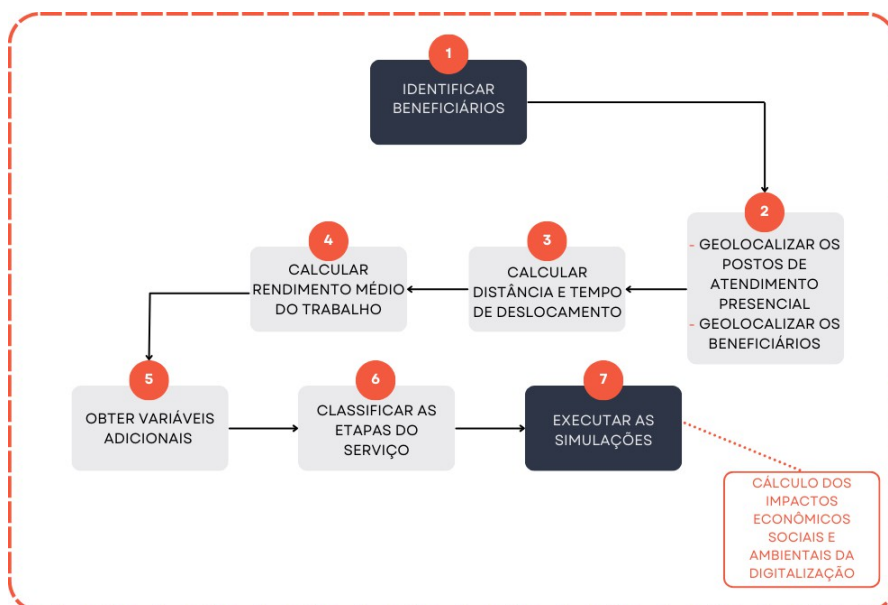 1
IDENTIFICAR
BENEFICIÁRIOS
2
- GEOLOCALIZAR OS
POSTOS DE
ATENDIMENTO
PRESENCIAL
- GEOLOCALIZAR OS
BENEFICIÁRIOS
3
CALCULAR
DISTÂNCIA E TEMPO
DE DESLOCAMENTO
4
CALCULAR
RENDIMENTO MÉDIO
DO TRABALHO
5
OBTER VARIÁVEIS
ADICIONAIS
6
CLASSIFICAR AS
ETAPAS DO
SERVIÇO
7
EXECUTAR AS
SIMULAÇÕES
CÁLCULO DOS
IMPACTOS
ECONÔMICOS
SOCIAIS E
AMBIENTAIS DA
DIGITALIZAÇÃO